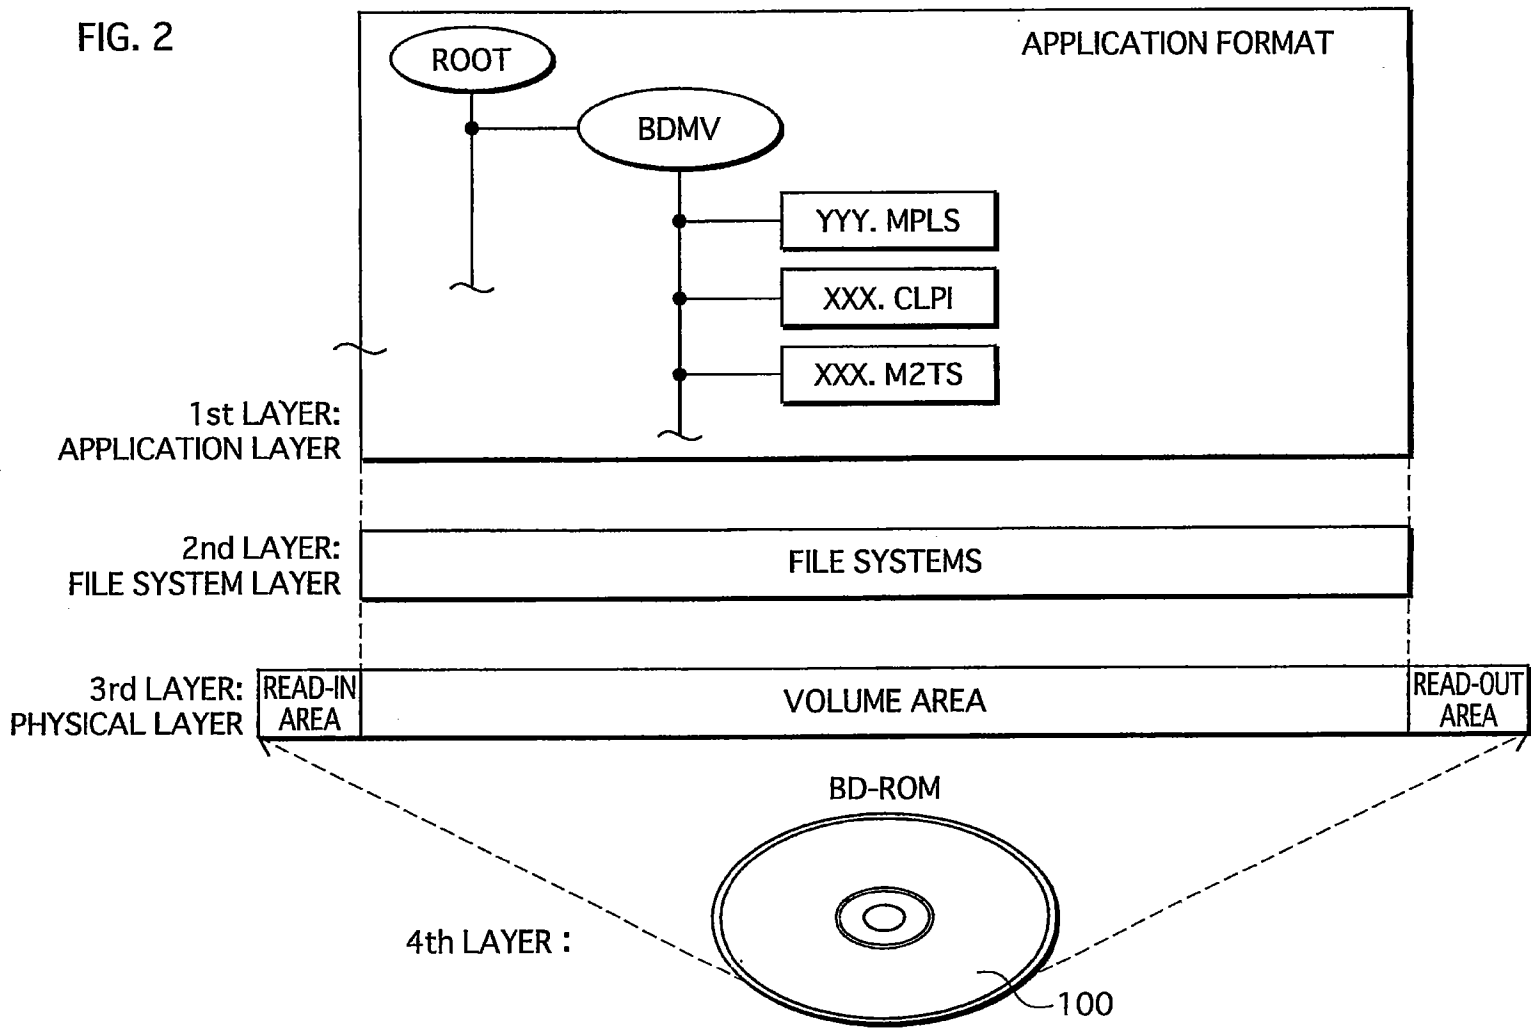 FIG. 2
APPLICATION FORMAT
ROOT
BDMV
YYY. MPLS
XXX. CLPI
XXX. M2TS
1st LAYER:
APPLICATION LAYER
2nd LAYER:
FILE SYSTEM LAYER
FILE SYSTEMS
3rd LAYER:
PHYSICAL LAYER
READ-IN
AREA
VOLUME AREA
READ-OUT
AREA
BD-ROM
4th LAYER :
100